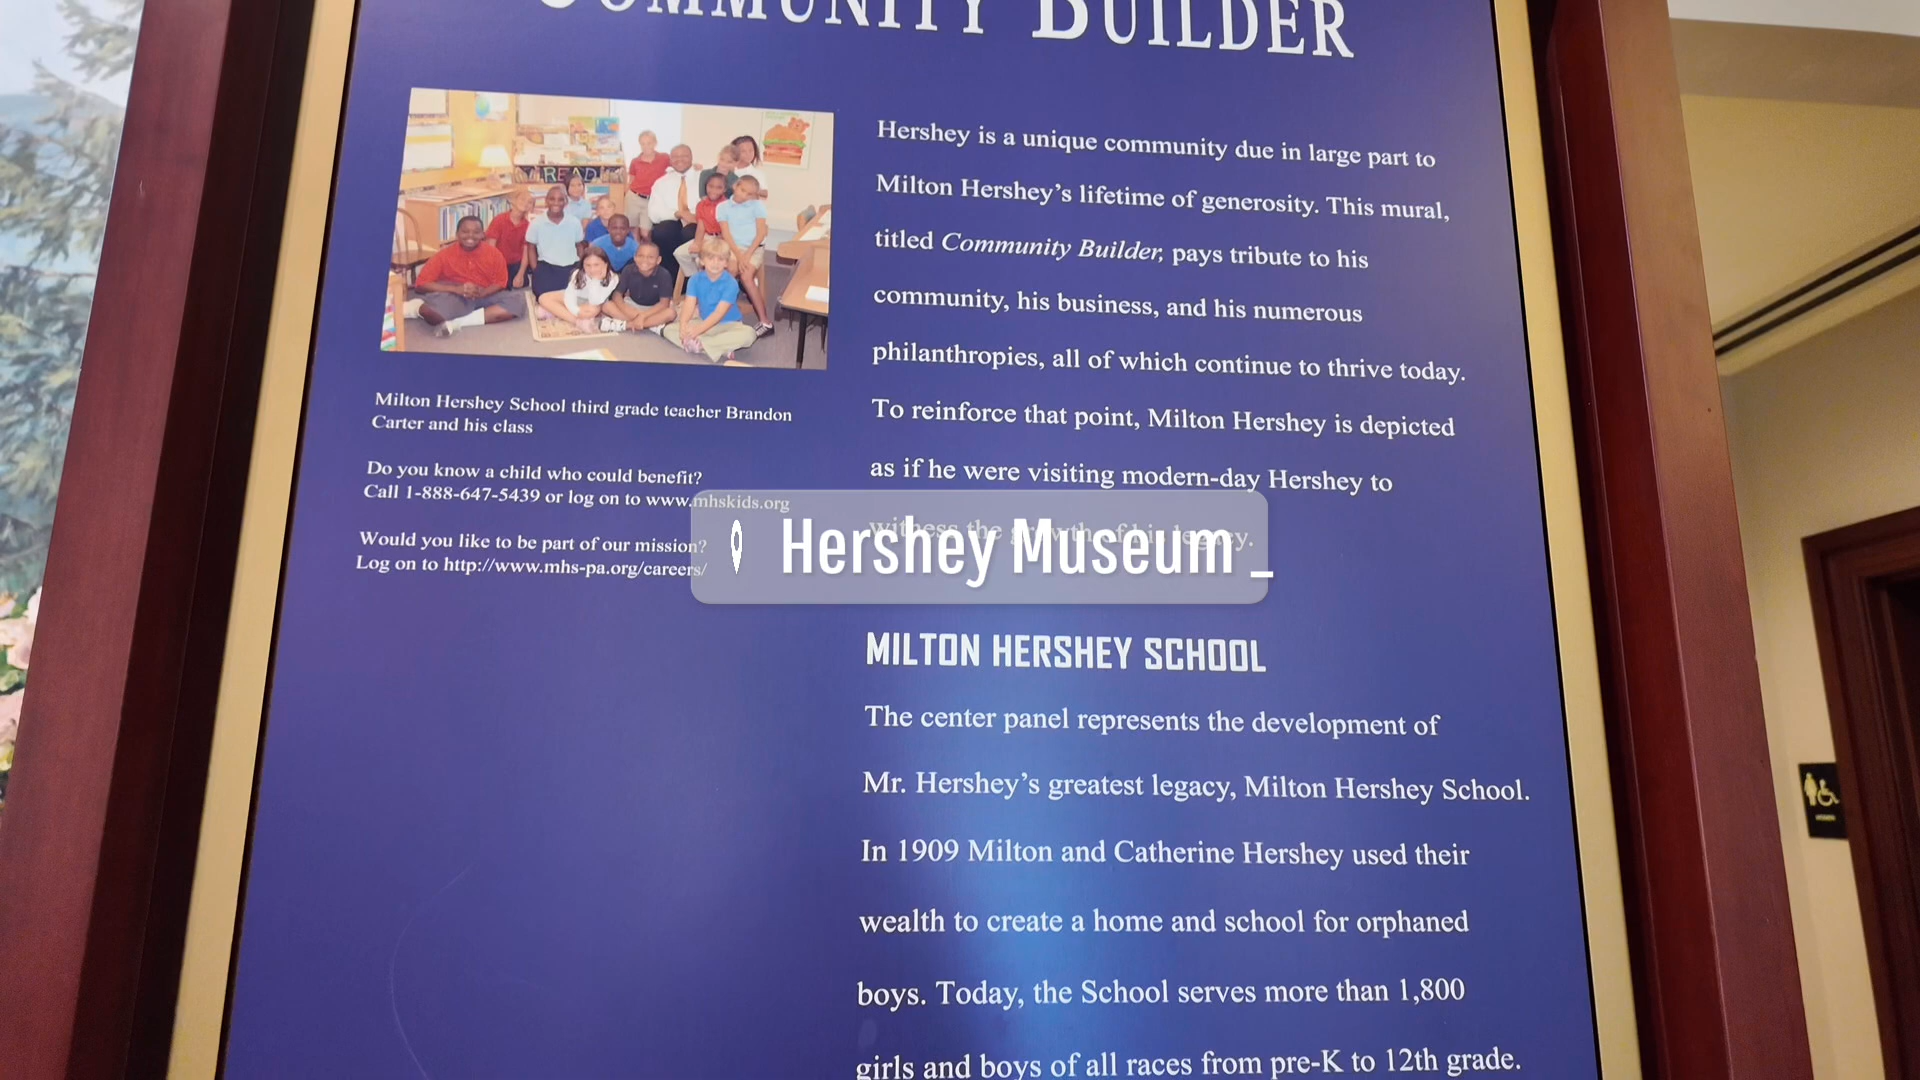 COMMUNITY BUILDER
READ
Milton Hershey School third grade teacher Brandon
Carter and his class
Do you know a child who could benefit?
Call 1-888-647-5439 or log on to www.mhskids.org
Would you like to be part of our mission?
Log on to http://www.mhs-pa.org/careers/
Hershey is a unique community due in large part to
Milton Hershey's lifetime of generosity. This mural,
titled Community Builder, pays tribute to his
community, his business, and his numerous
philanthropies, all of which continue to thrive today.
To reinforce that point, Milton Hershey is depicted
as if he were visiting modern-day Hershey to
witness the growth of his legacy.
Hershey Museum _
MILTON HERSHEY SCHOOL
The center panel represents the development of
Mr. Hershey's greatest legacy, Milton Hershey School.
In 1909 Milton and Catherine Hershey used their
wealth to create a home and school for orphaned
boys. Today, the School serves more than 1,800
girls and boys of all races from pre-K to 12th grade.